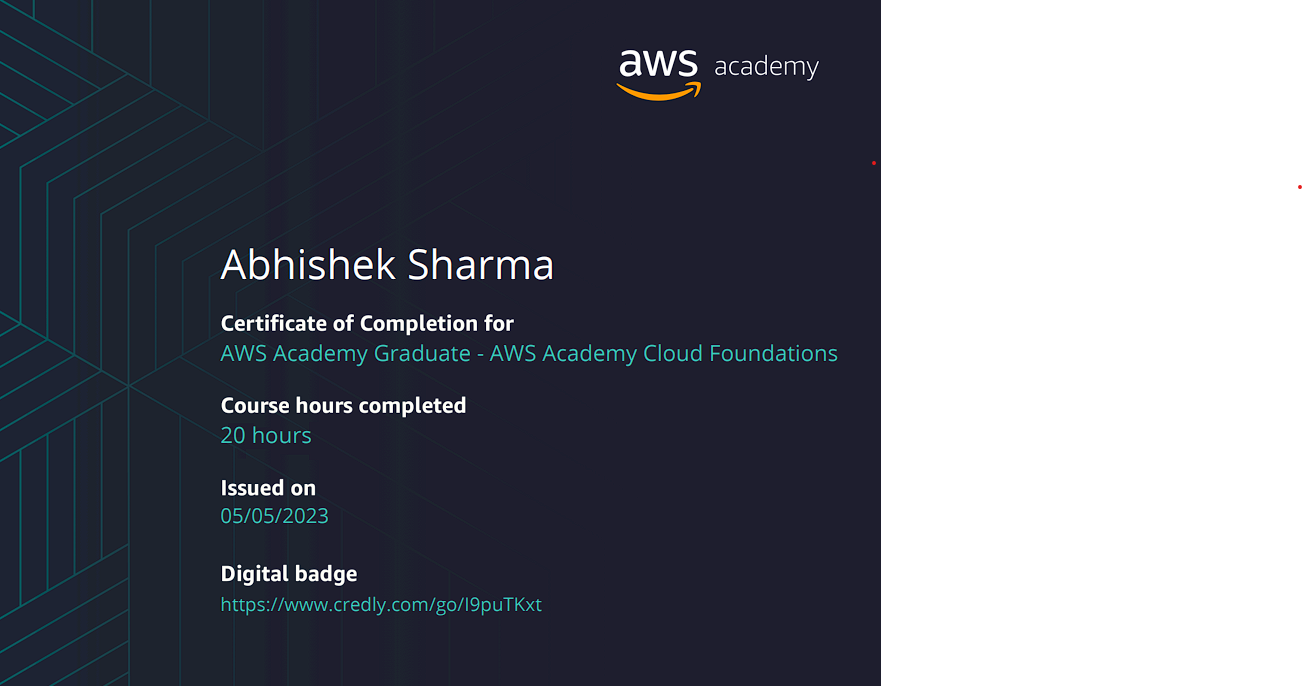 aws academy
Abhishek Sharma
Certificate of Completion for
AWS Academy Graduate - AWS Academy Cloud Foundations
Course hours completed
20 hours
Issued on
05/05/2023
Digital badge
https://www.credly.com/go/I9puTKxt